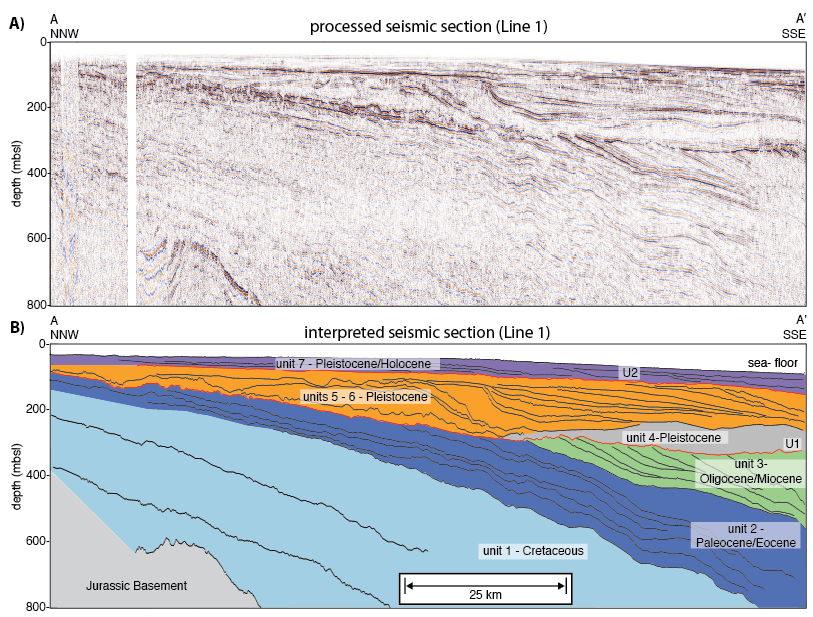 A)
A
NNW
processed seismic section (Line 1)
A’
SSE
depth (mbsl)
0
200
400
600
800
B)
A
NNW
interpreted seismic section (Line 1)
A’
SSE
depth (mbsl)
0
200
400
600
800
sea- floor
unit 7 - Pleistocene/Holocene
U2
units 5 - 6 - Pleistocene
unit 4-Pleistocene
U1
unit 3-
Oligocene/Miocene
unit 2 -
Paleocene/Eocene
unit 1 - Cretaceous
Jurassic Basement
25 km